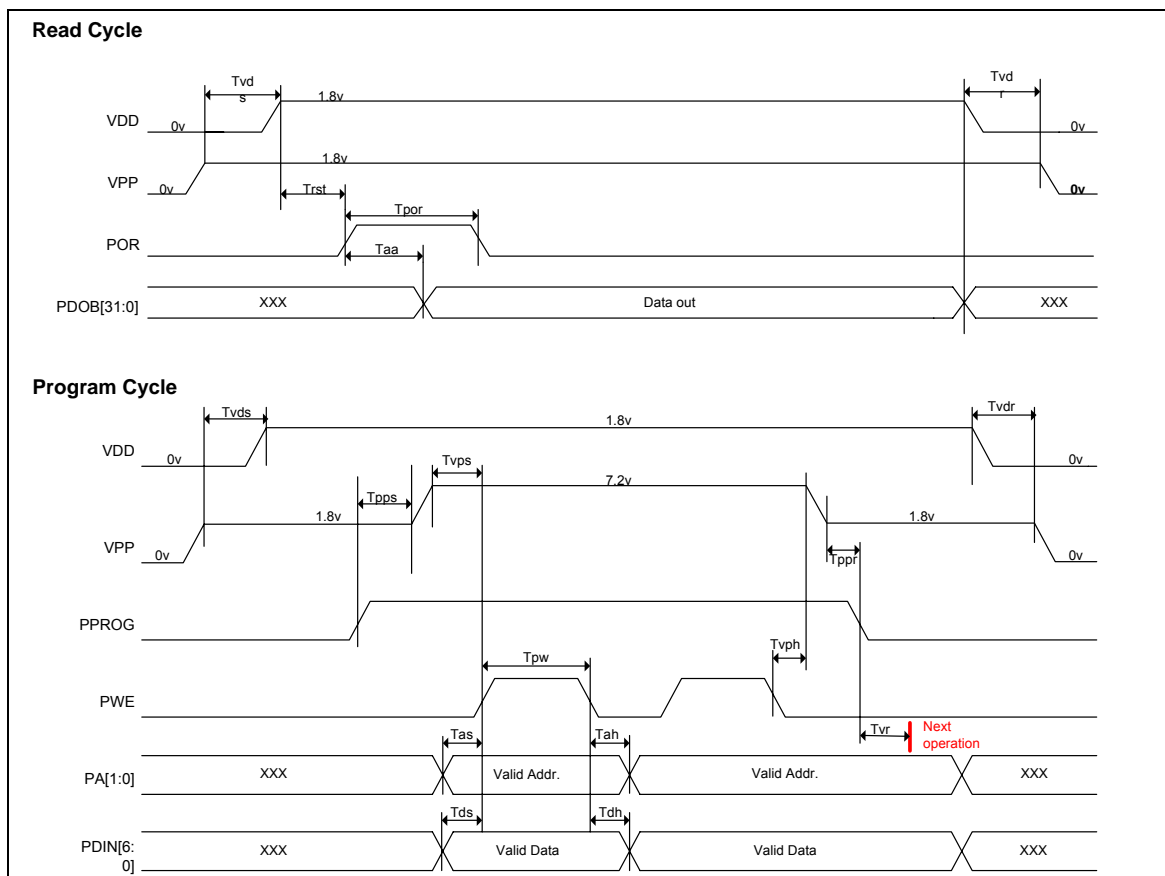 Read Cycle
Tvd
s
Tvd
r
1.8v
VDD
0v
0v
1.8v
VPP
0v
0v
Trst
Tpor
POR
Taa
PDOB[31:0]
XXX
Data out
XXX
Program Cycle
Tvds
Tvdr
1.8v
VDD
0v
0v
Tvps
7.2v
Tpps
1.8v
1.8v
VPP
0v
0v
Tppr
PPROG
Tvph
Tpw
PWE
Tvr
Next
operation
Tas
Tah
PA[1:0]
XXX
Valid Addr.
Valid Addr.
XXX
Tds
Tdh
PDIN[6:
0]
XXX
Valid Data
Valid Data
XXX